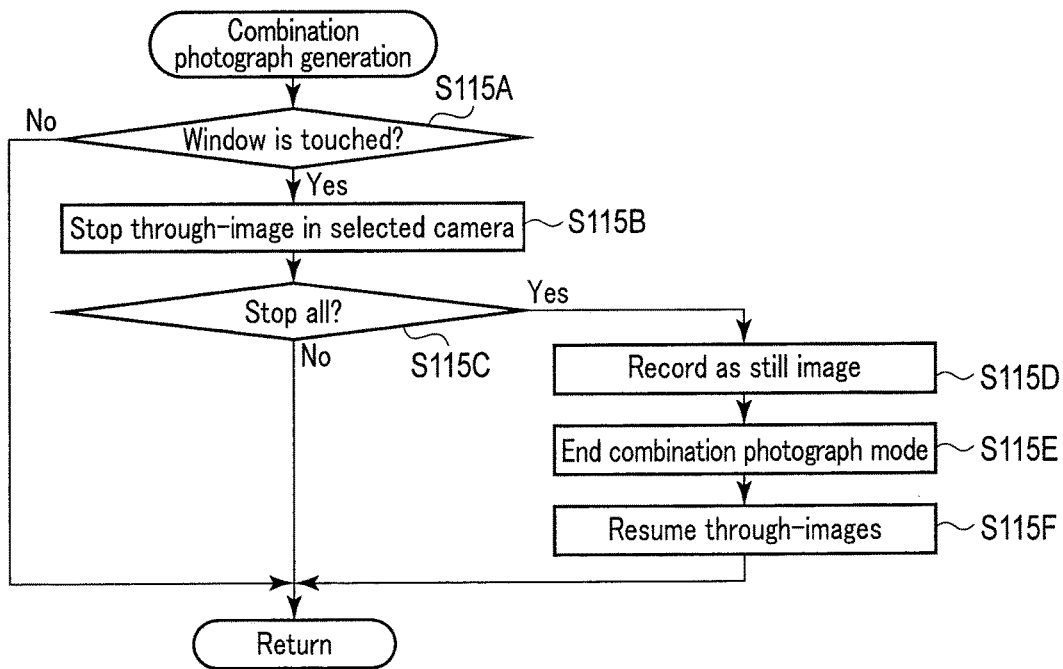 Combination
photograph generation
S115A
No
Window is touched?
Yes
Stop through-image in selected camera
S115B
Stop all?
Yes
No
S115C
Record as still image
S115D
End combination photograph mode
S115E
Resume through-images
S115F
Return